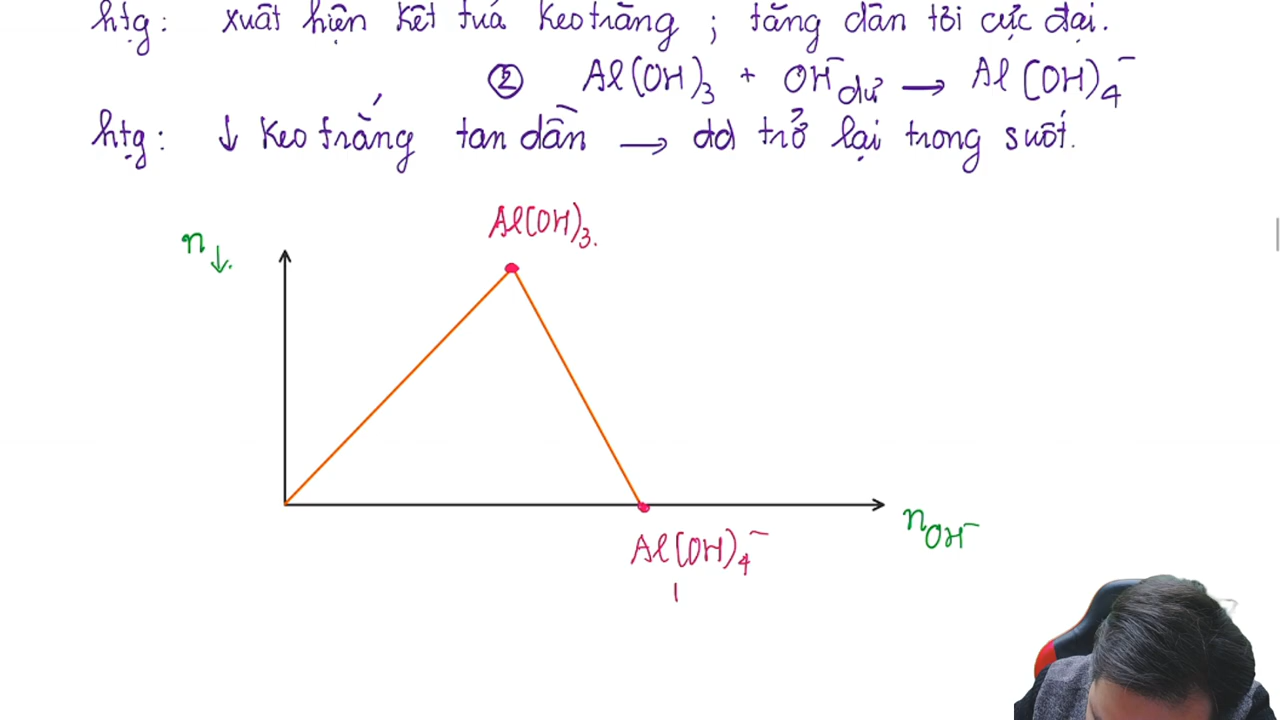 htg: xuất hiện kết tuả keo trắng ; tăng dần tới cực đại.
② Al(OH)₃ + OH⁻dư → Al(OH)₄⁻
htg: ↓ keo trắng tan dần → dd trở lại trong suốt.
Al(OH)₃.
n↓.
nOH⁻
Al(OH)₄⁻